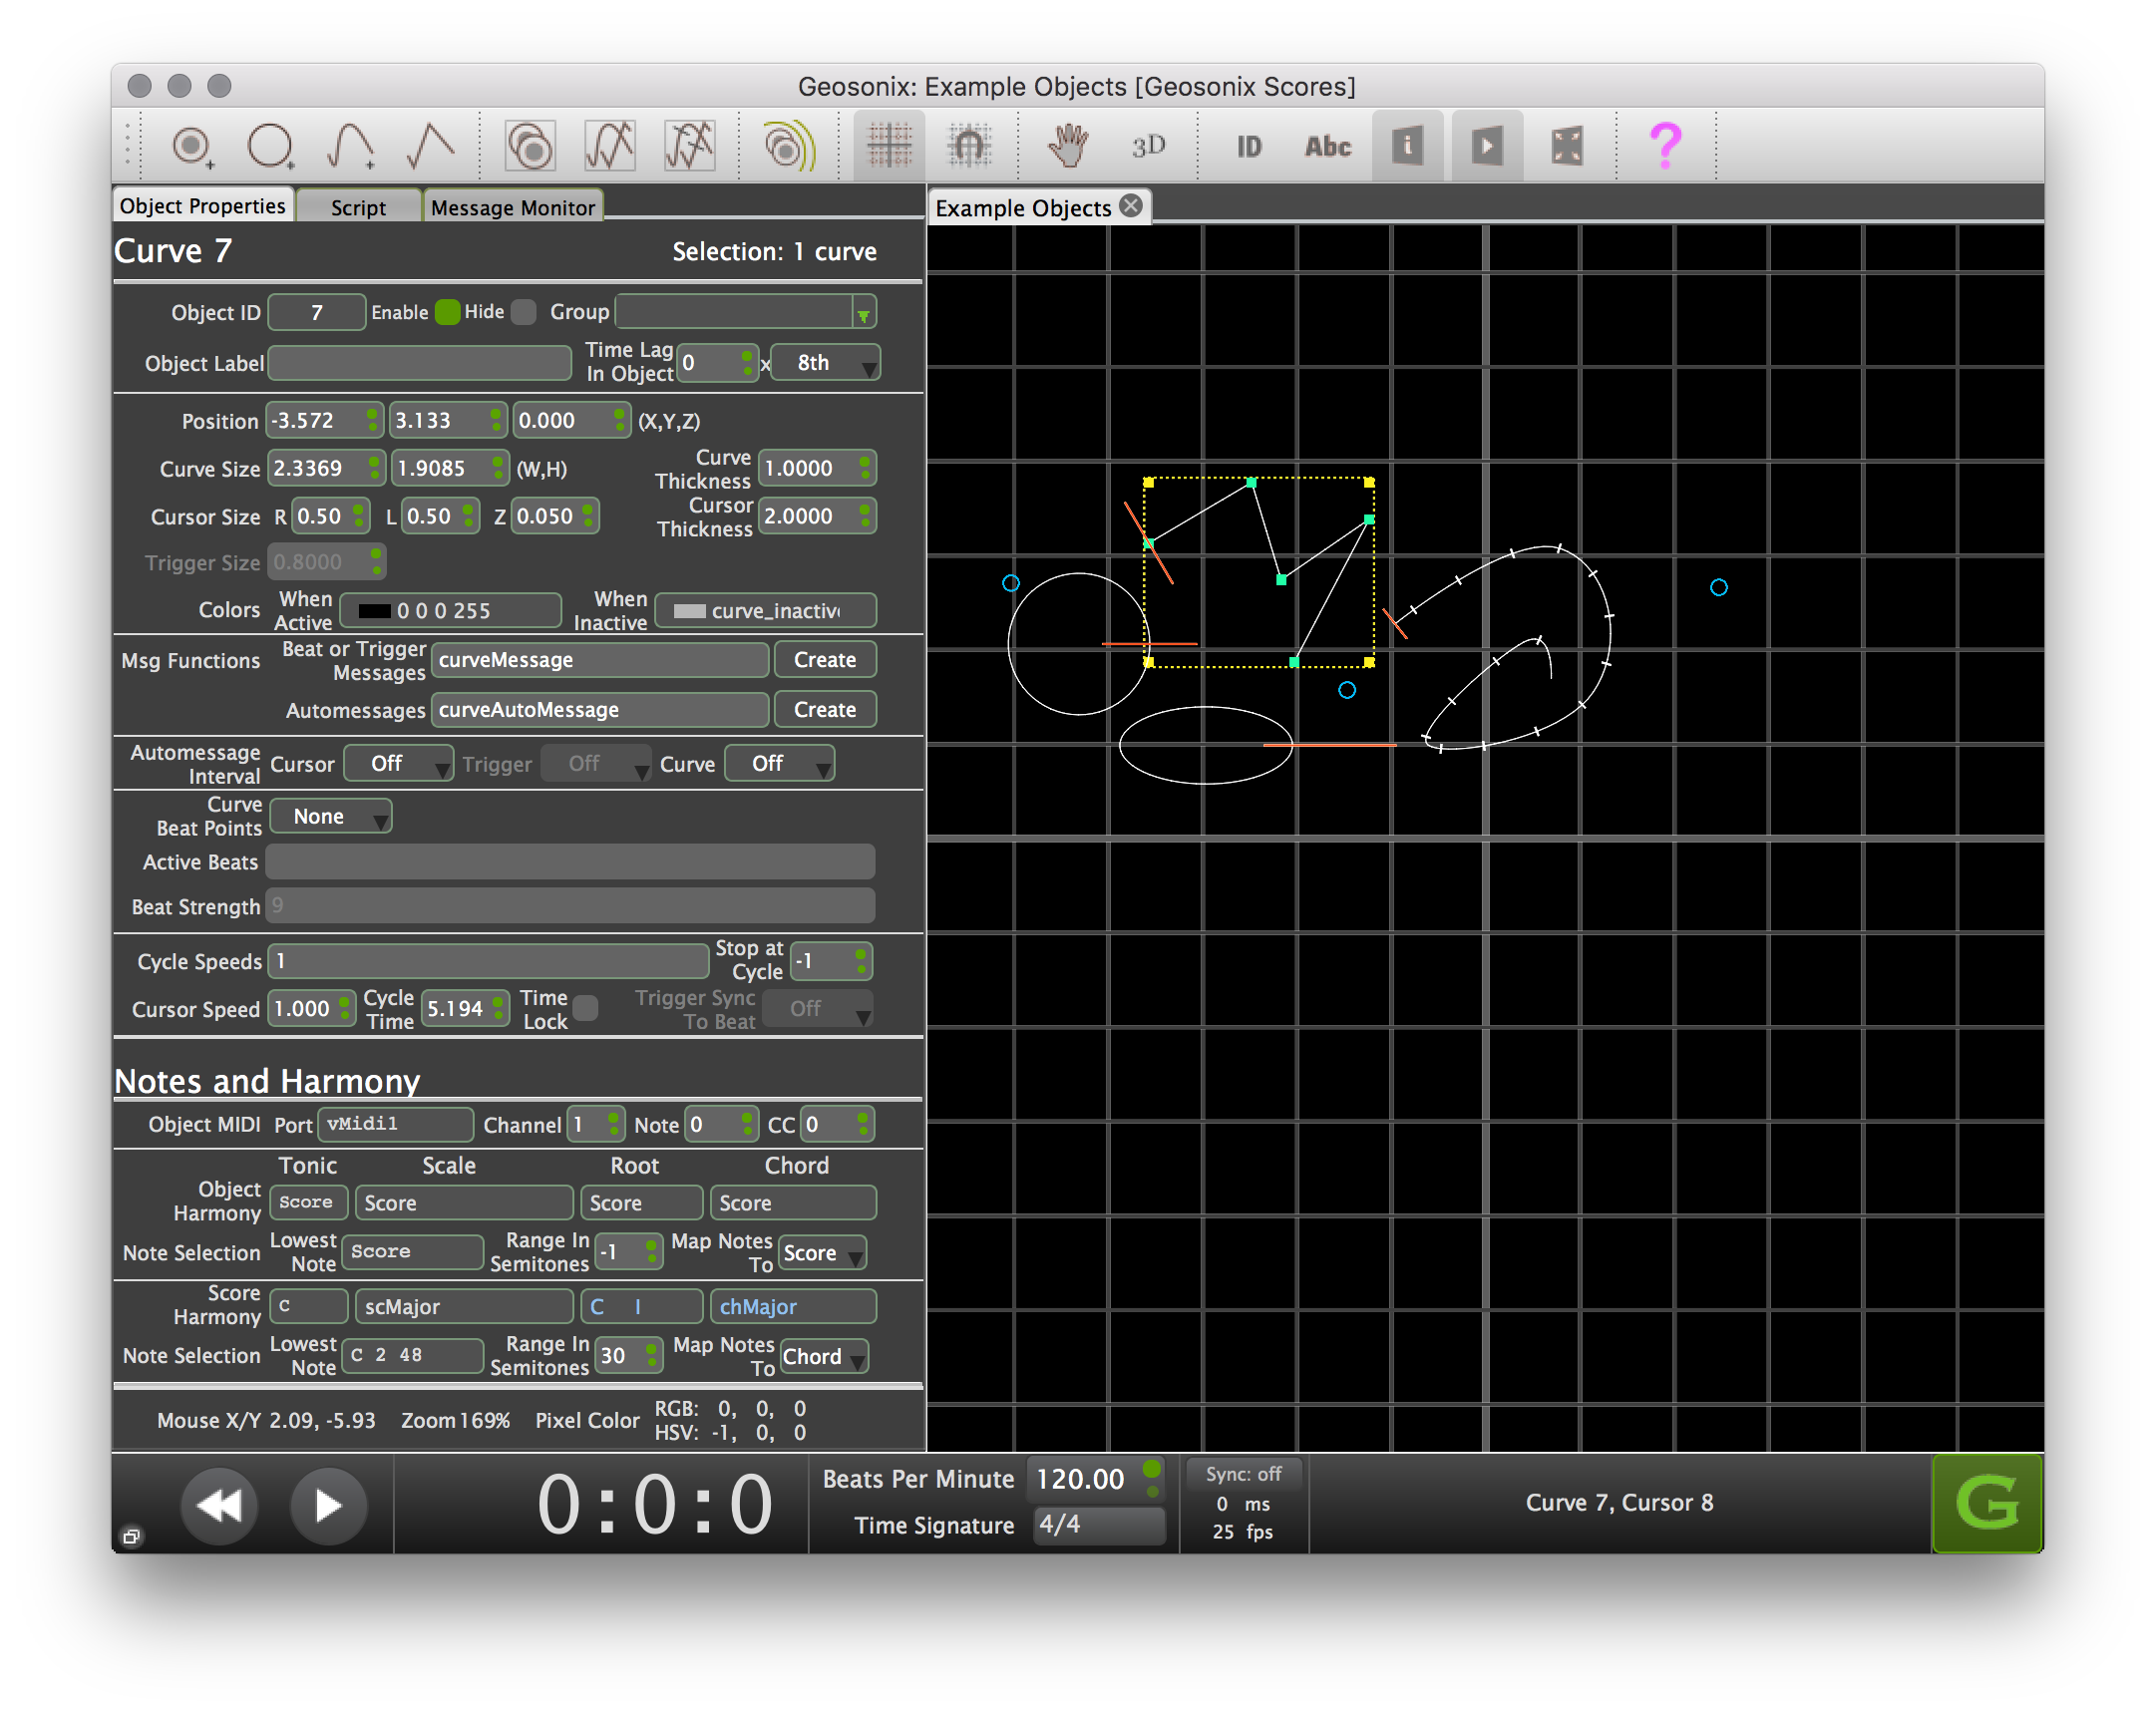 Geosonix: Example Objects [Geosonix Scores]
3D ID Abc i ?
Object Properties Script Message Monitor
Example Objects
Curve 7 Selection: 1 curve
Object ID 7 Enable Hide Group
Object Label Time Lag In Object 0 x 8th
Position -3.572 3.133 0.000 (X,Y,Z)
Curve Size 2.3369 1.9085 (W,H) Curve Thickness 1.0000
Cursor Size R 0.50 L 0.50 Z 0.050 Cursor Thickness 2.0000
Trigger Size 0.8000
Colors When Active 0 0 0 255 When Inactive curve_inactiv
Msg Functions Beat or Trigger Messages curveMessage Create
Automessages curveAutoMessage Create
Automessage Interval Cursor Off Trigger Off Curve Off
Curve Beat Points None
Active Beats
Beat Strength 9
Cycle Speeds 1 Stop at Cycle -1
Cursor Speed 1.000 Cycle Time 5.194 Time Lock Trigger Sync To Beat Off
Notes and Harmony
Object MIDI Port vMidi1 Channel 1 Note 0 CC 0
Tonic Scale Root Chord
Object Harmony Score Score Score Score
Note Selection Lowest Note Score Range In Semitones -1 Map Notes To Score
Score Harmony C scMajor C I chMajor
Note Selection Lowest Note C 2 48 Range In Semitones 30 Map Notes To Chord
Mouse X/Y 2.09, -5.93 Zoom 169% Pixel Color RGB: 0, 0, 0
HSV: -1, 0, 0
0:0:0
Beats Per Minute 120.00
Time Signature 4/4
Sync: off
0 ms
25 fps
Curve 7, Cursor 8
G